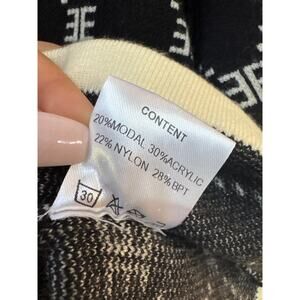 CONTENT
20%MODAL 30%ACRYLIC
22%NYLON 28%BPT
30